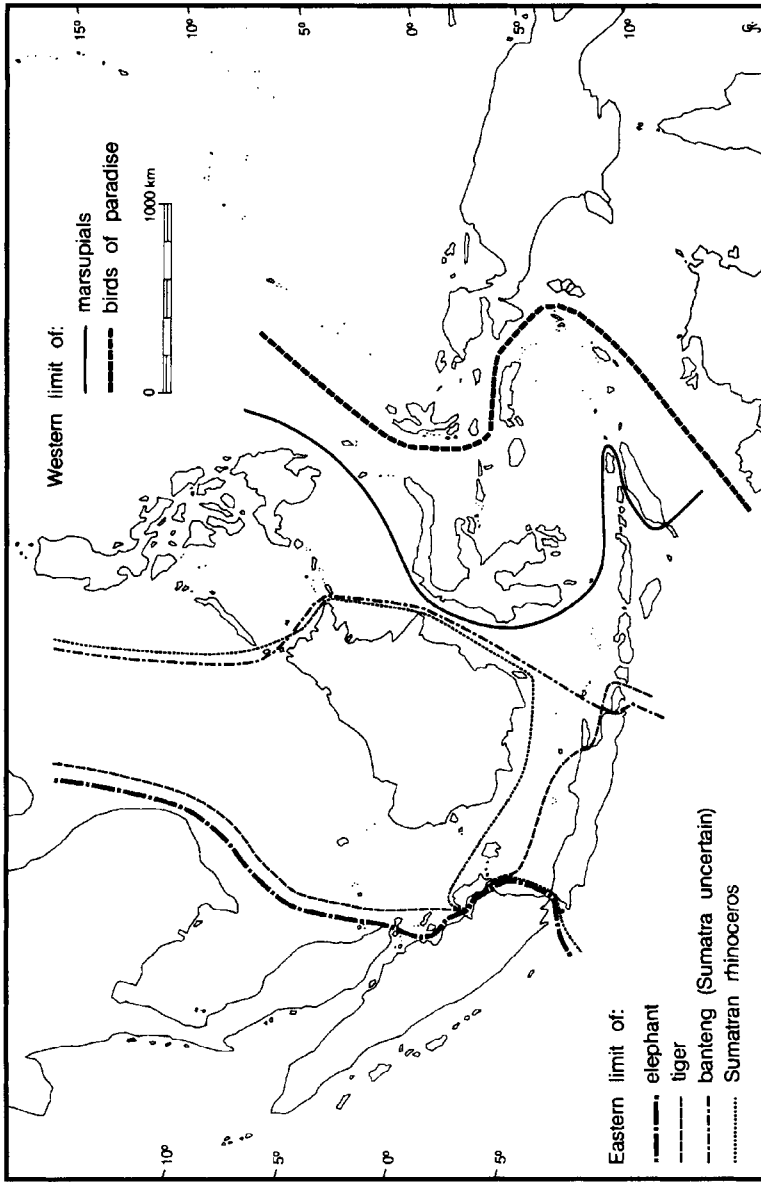 Western limit of:
marsupials
birds of paradise
0 1000 km
15°
10°
5°
0°
5°
10°
10°
5°
0°
5°
Eastern limit of:
elephant
tiger
banteng (Sumatra uncertain)
Sumatran rhinoceros